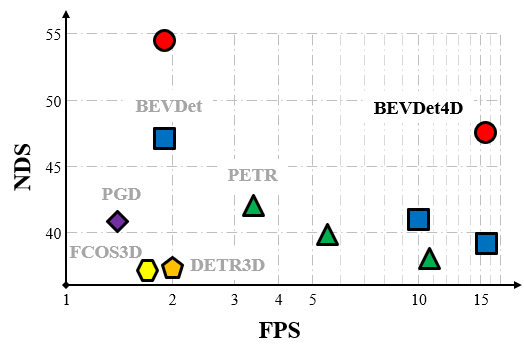 55
BEVDet
50
BEVDet4D
NDS
45
PETR
PGD
40
FCOS3D
DETR3D
1 2 3 4 5 10 15
FPS